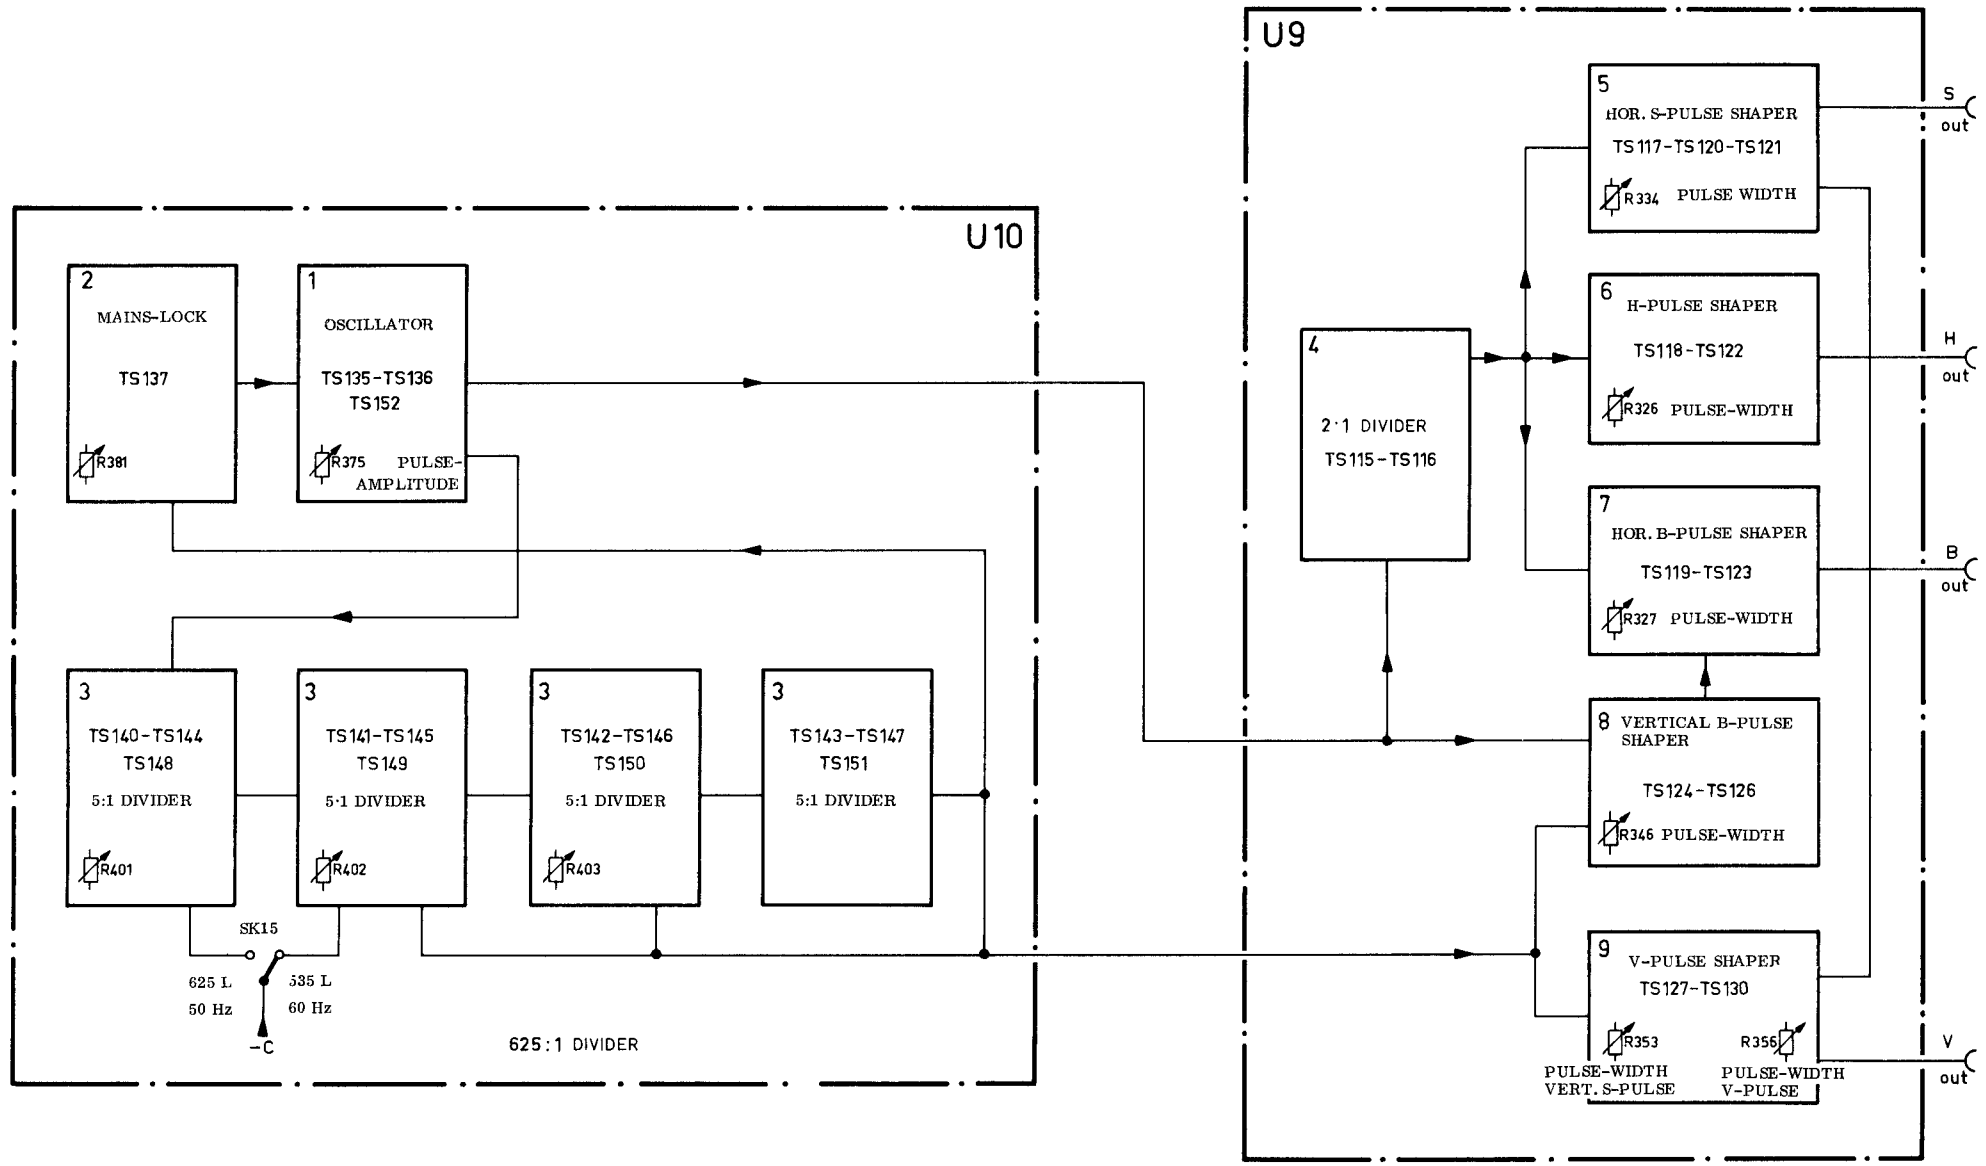 U10
2
MAINS-LOCK
TS137
R381
1
OSCILLATOR
TS135-TS136
TS152
R375 PULSE-
AMPLITUDE
3
TS140-TS144
TS148
5:1 DIVIDER
R401
3
TS141-TS145
TS149
5:1 DIVIDER
R402
3
TS142-TS146
TS150
5:1 DIVIDER
R403
3
TS143-TS147
TS151
5:1 DIVIDER
SK15
625 L
50 Hz
535 L
60 Hz
-C
625:1 DIVIDER
U9
4
2:1 DIVIDER
TS115-TS116
5
HOR. S-PULSE SHAPER
TS117-TS120-TS121
R334 PULSE WIDTH
S
out
6
H-PULSE SHAPER
TS118-TS122
R326 PULSE-WIDTH
H
out
7
HOR. B-PULSE SHAPER
TS119-TS123
R327 PULSE-WIDTH
B
out
8 VERTICAL B-PULSE
SHAPER
TS124-TS126
R346 PULSE-WIDTH
9
V-PULSE SHAPER
TS127-TS130
R353
PULSE-WIDTH
VERT. S-PULSE
R356
PULSE-WIDTH
V-PULSE
V
out